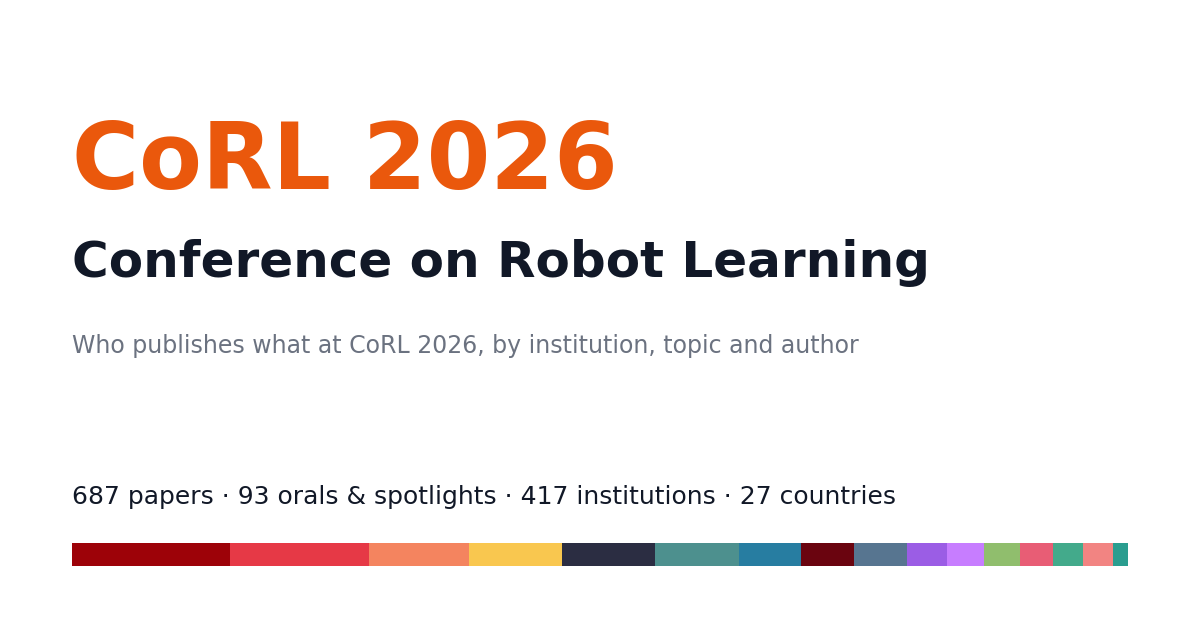 CoRL 2026
Conference on Robot Learning
Who publishes what at CoRL 2026, by institution, topic and author
687 papers · 93 orals & spotlights · 417 institutions · 27 countries